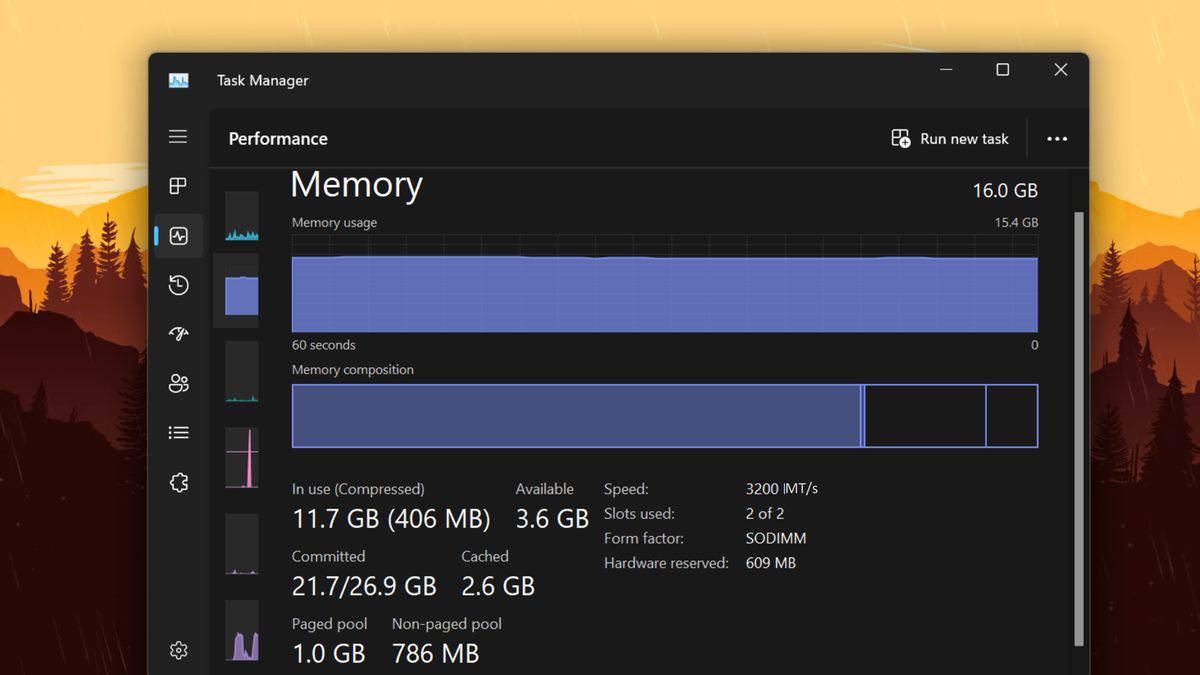 Task Manager
Performance
Run new task
Memory
16.0 GB
Memory usage
15.4 GB
60 seconds
0
Memory composition
In use (Compressed)
Available
11.7 GB (406 MB)
3.6 GB
Committed
Cached
21.7/26.9 GB
2.6 GB
Paged pool
Non-paged pool
1.0 GB
786 MB
Speed:
3200 MT/s
Slots used:
2 of 2
Form factor:
SODIMM
Hardware reserved:
609 MB